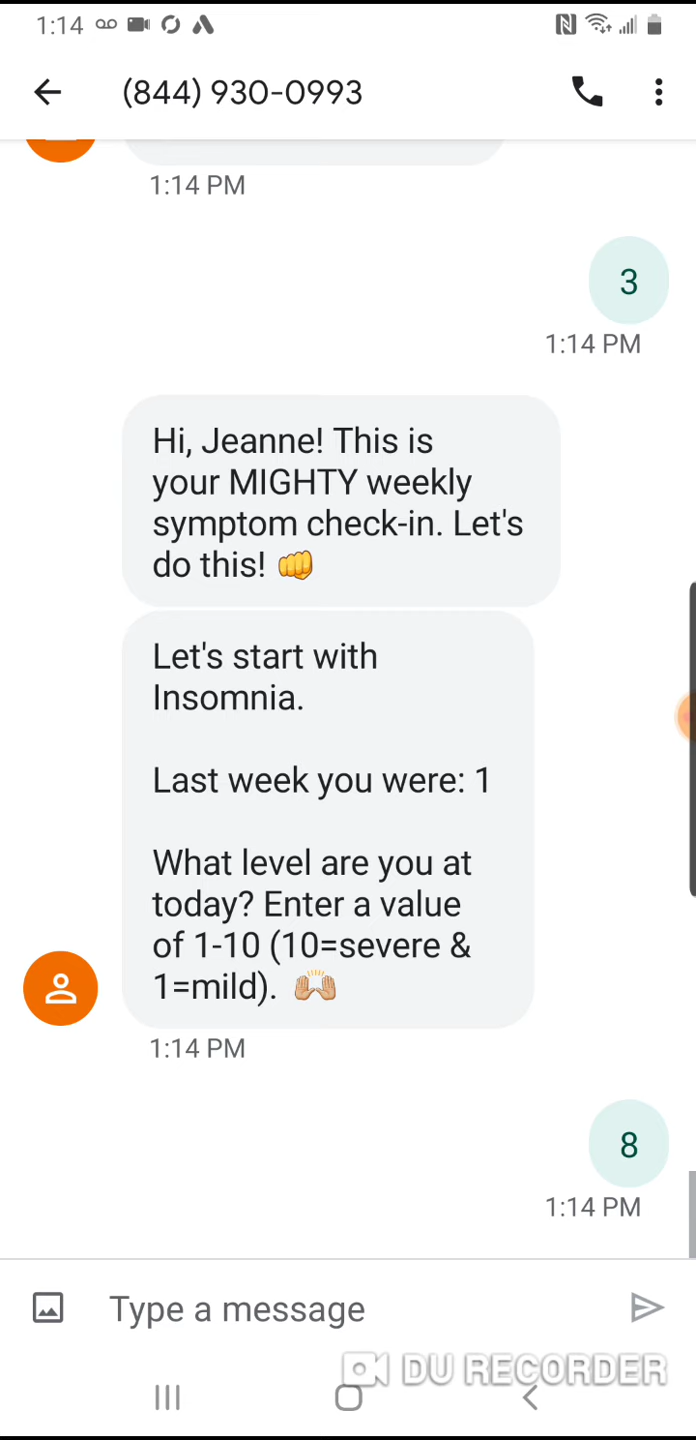 1:14
(844) 930-0993
1:14 PM
3
1:14 PM
Hi, Jeanne! This is
your MIGHTY weekly
symptom check-in. Let's
do this! 👊
Let's start with
Insomnia.
Last week you were: 1
What level are you at
today? Enter a value
of 1-10 (10=severe &
1=mild). 🙌🏼
1:14 PM
8
1:14 PM
Type a message
DU RECORDER